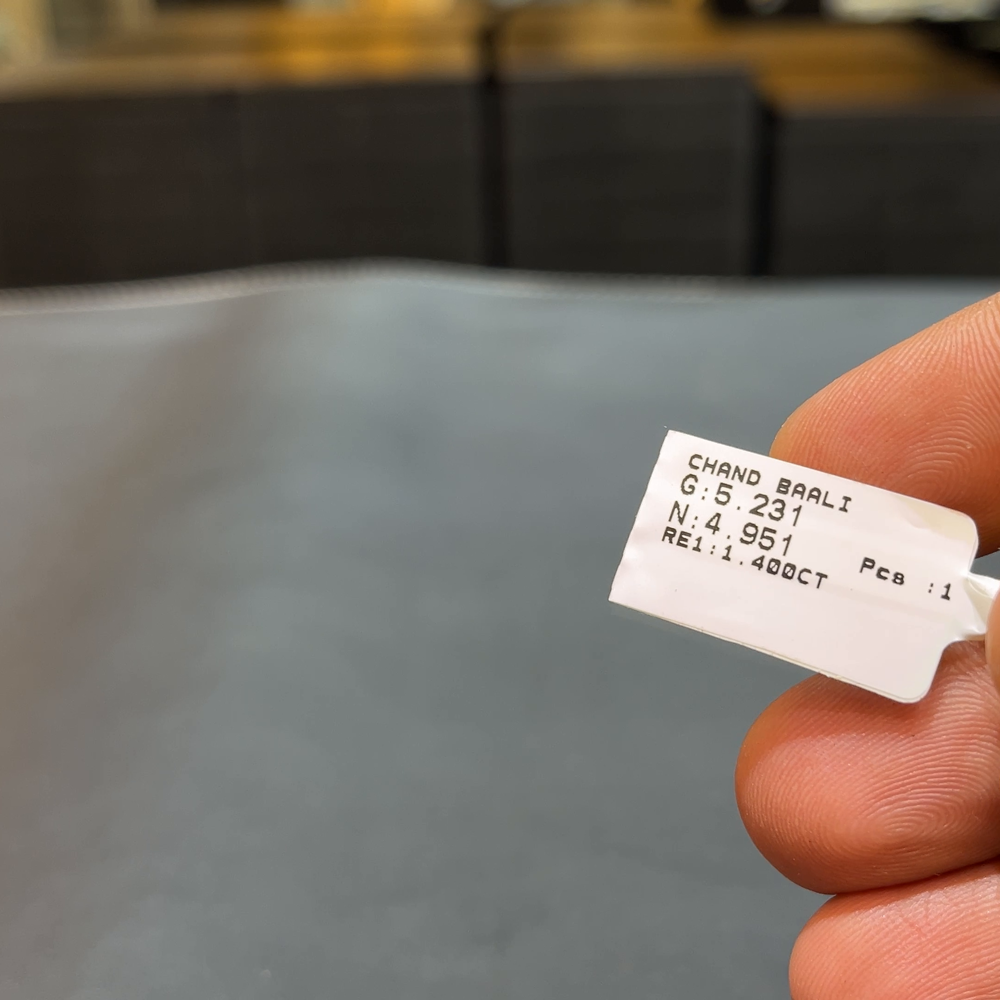 CHAND BAALI
G:5.231
N:4.951
RE1:1.400CT
Pcs :1